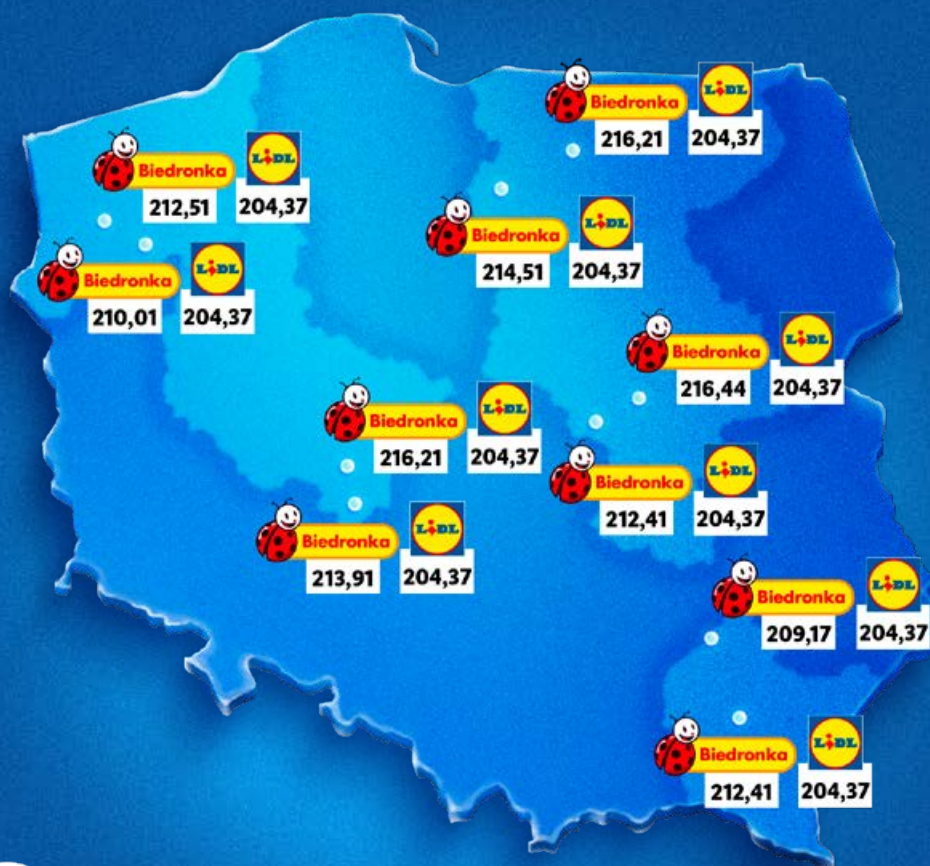 Biedronka LiDL
216,21 204,37
Biedronka LiDL
212,51 204,37
Biedronka LiDL
214,51 204,37
Biedronka LiDL
210,01 204,37
Biedronka LiDL
216,44 204,37
Biedronka LiDL
216,21 204,37
Biedronka LiDL
212,41 204,37
Biedronka LiDL
213,91 204,37
Biedronka LiDL
209,17 204,37
Biedronka LiDL
212,41 204,37